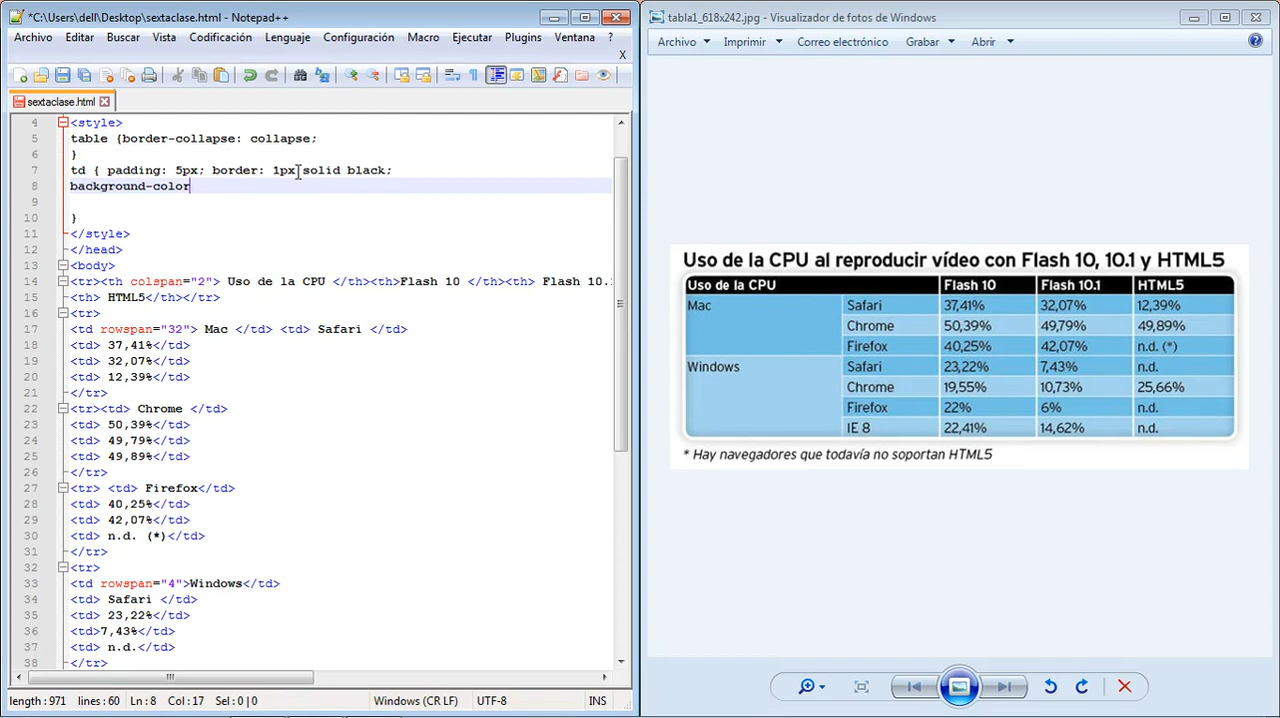 *C:\Users\dell\Desktop\sextaclase.html - Notepad++
Archivo Editar Buscar Vista Codificación Lenguaje Configuración Macro Ejecutar Plugins Ventana ?
X
sextaclase.html
4 <style>
5 table {border-collapse: collapse;
6 }
7 td { padding: 5px; border: 1px solid black;
8 background-color
9
10 }
11 </style>
12 </head>
13 <body>
14 <tr><th colspan="2"> Uso de la CPU </th><th>Flash 10 </th><th> Flash 10.1
15 <th> HTML5</th></tr>
16 <tr>
17 <td rowspan="32"> Mac </td> <td> Safari </td>
18 <td> 37,41%</td>
19 <td> 32,07%</td>
20 <td> 12,39%</td>
21 </tr>
22 <tr><td> Chrome </td>
23 <td> 50,39%</td>
24 <td> 49,79%</td>
25 <td> 49,89%</td>
26 </tr>
27 <tr> <td> Firefox</td>
28 <td> 40,25%</td>
29 <td> 42,07%</td>
30 <td> n.d. (*)</td>
31 </tr>
32 <tr>
33 <td rowspan="4">Windows</td>
34 <td> Safari </td>
35 <td> 23,22%</td>
36 <td>7,43%</td>
37 <td> n.d.</td>
38 </tr>
length : 971 lines : 60 Ln : 8 Col : 17 Sel : 0 | 0 Windows (CR LF) UTF-8 INS
tabla1_618x242.jpg - Visualizador de fotos de Windows
Archivo Imprimir Correo electrónico Grabar Abrir
Uso de la CPU al reproducir vídeo con Flash 10, 10.1 y HTML5
Uso de la CPU Flash 10 Flash 10.1 HTML5
Mac Safari 37,41% 32,07% 12,39%
Chrome 50,39% 49,79% 49,89%
Firefox 40,25% 42,07% n.d. (*)
Windows Safari 23,22% 7,43% n.d.
Chrome 19,55% 10,73% 25,66%
Firefox 22% 6% n.d.
IE 8 22,41% 14,62% n.d.
* Hay navegadores que todavía no soportan HTML5